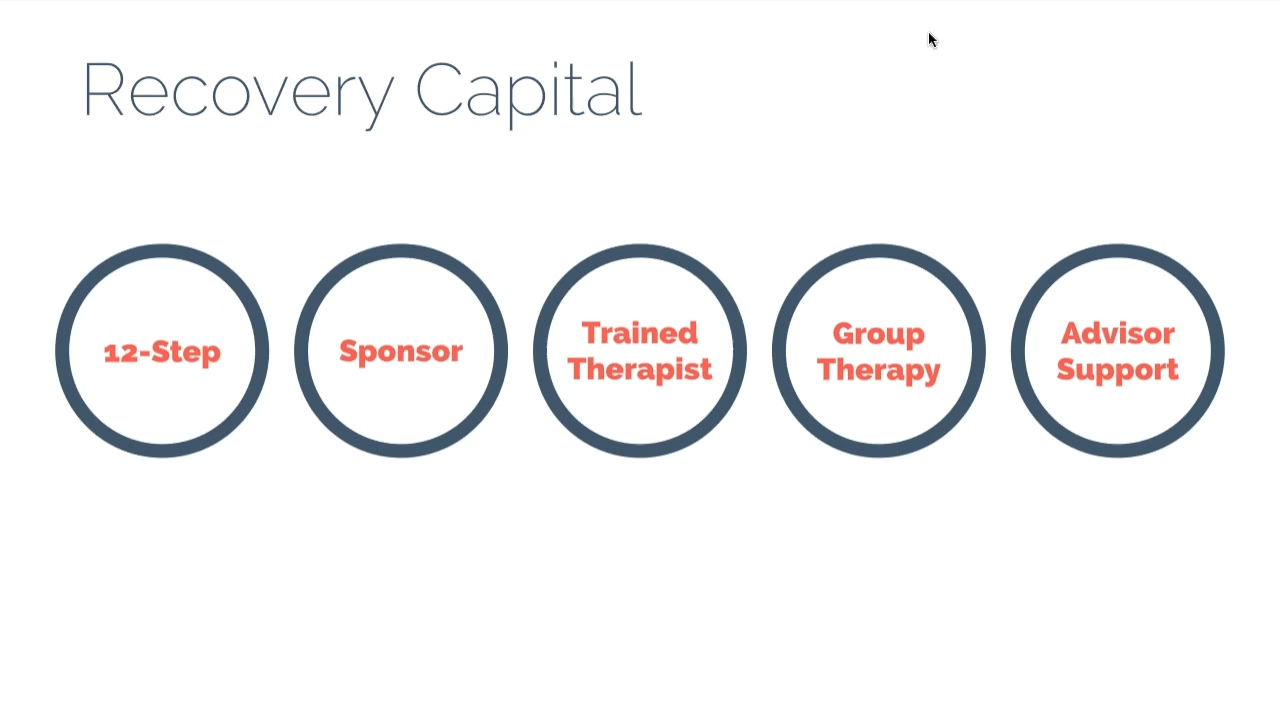 Recovery Capital
12-Step
Sponsor
Trained
Therapist
Group
Therapy
Advisor
Support